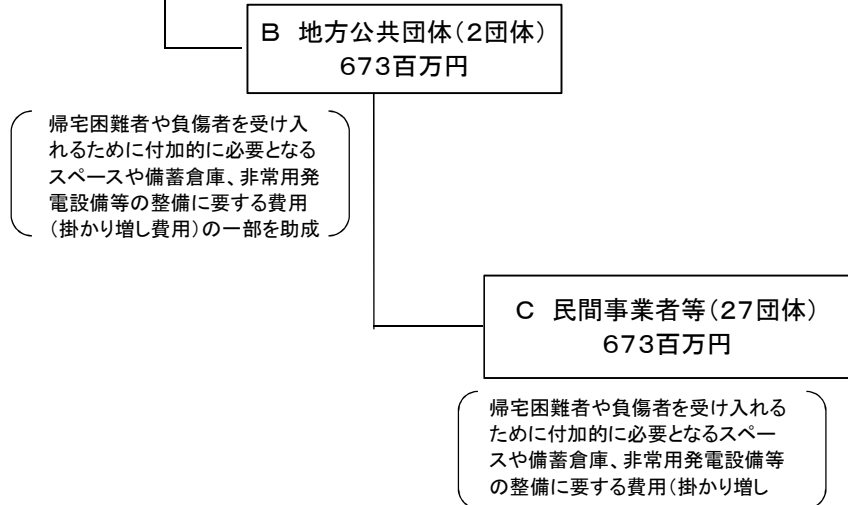 B 地方公共団体（2団体）
673百万円
帰宅困難者や負傷者を受け入
れるために付加的に必要となる
スペースや備蓄倉庫、非常用発
電設備等の整備に要する費用
（掛かり増し費用）の一部を助成
C 民間事業者等（27団体）
673百万円
帰宅困難者や負傷者を受け入れる
ために付加的に必要となるスペー
スや備蓄倉庫、非常用発電設備等
の整備に要する費用（掛かり増し